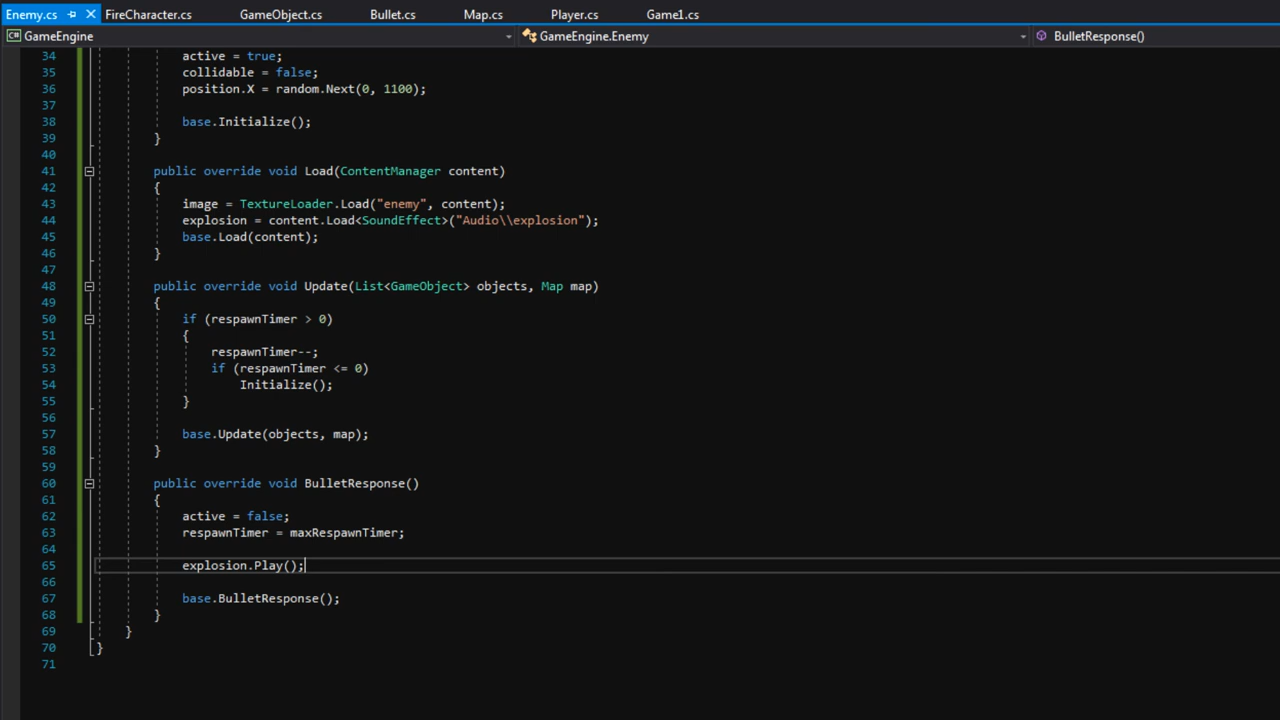 Enemy.cs FireCharacter.cs GameObject.cs Bullet.cs Map.cs Player.cs Game1.cs
C# GameEngine GameEngine.Enemy BulletResponse()
34 active = true;
35 collidable = false;
36 position.X = random.Next(0, 1100);
37
38 base.Initialize();
39 }
40
41 public override void Load(ContentManager content)
42 {
43 image = TextureLoader.Load("enemy", content);
44 explosion = content.Load<SoundEffect>("Audio\\explosion");
45 base.Load(content);
46 }
47
48 public override void Update(List<GameObject> objects, Map map)
49 {
50 if (respawnTimer > 0)
51 {
52 respawnTimer--;
53 if (respawnTimer <= 0)
54 Initialize();
55 }
56
57 base.Update(objects, map);
58 }
59
60 public override void BulletResponse()
61 {
62 active = false;
63 respawnTimer = maxRespawnTimer;
64
65 explosion.Play();
66
67 base.BulletResponse();
68 }
69 }
70 }
71